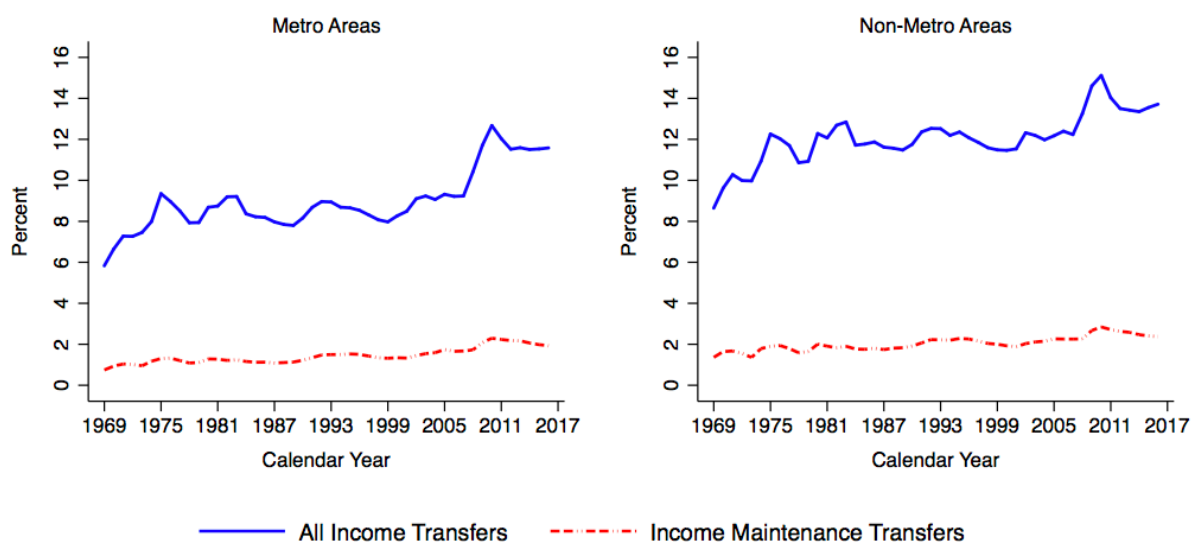 Metro Areas
Percent
16
14
12
10
8
6
4
2
0
1969 1975 1981 1987 1993 1999 2005 2011 2017
Calendar Year
Non-Metro Areas
Percent
16
14
12
10
8
6
4
2
0
1969 1975 1981 1987 1993 1999 2005 2011 2017
Calendar Year
All Income Transfers Income Maintenance Transfers